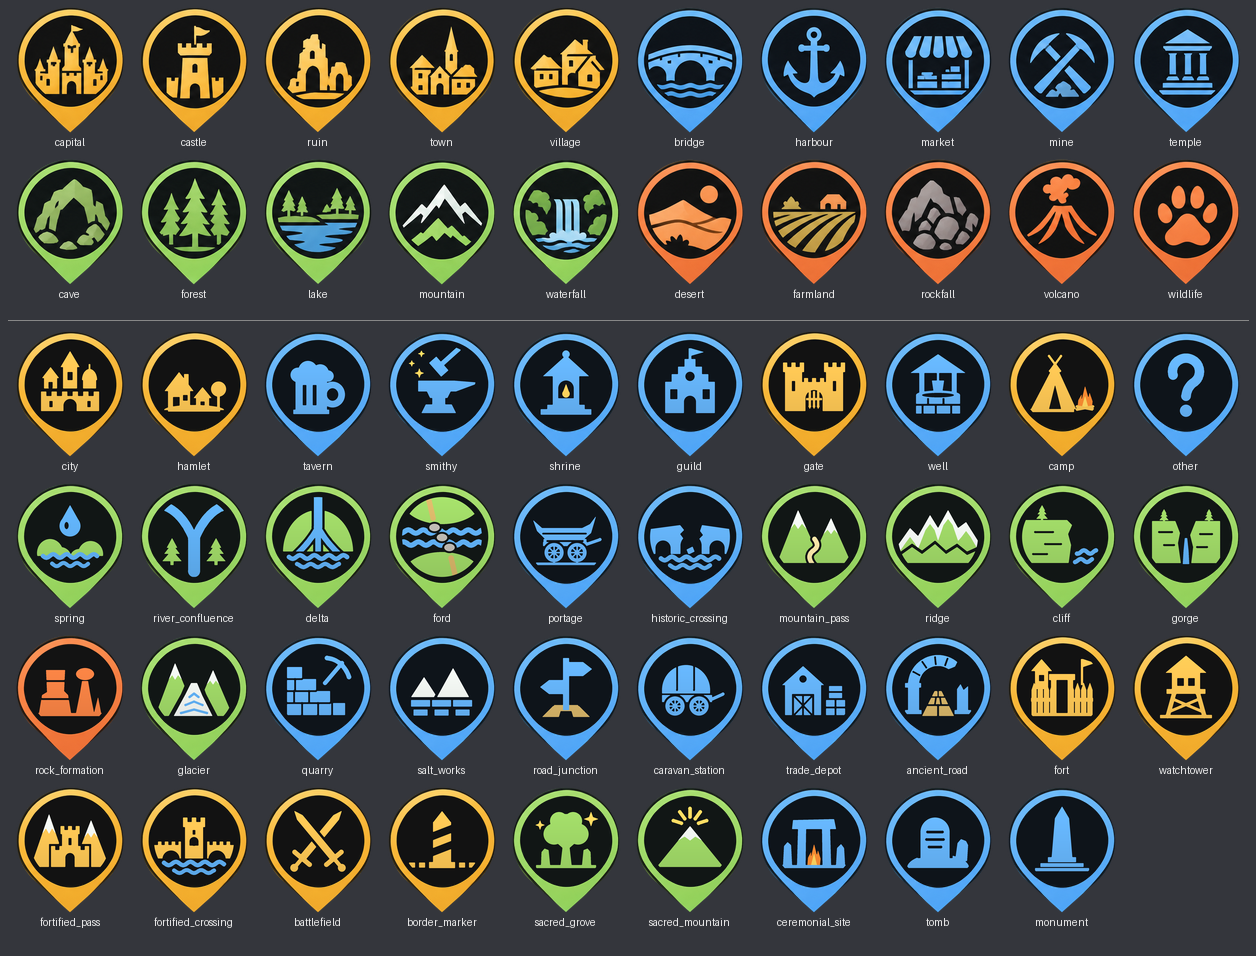 capital castle ruin town village bridge harbour market mine temple
cave forest lake mountain waterfall desert farmland rockfall volcano wildlife
city hamlet tavern smithy shrine guild gate well camp other
spring river_confluence delta ford portage historic_crossing mountain_pass ridge cliff gorge
rock_formation glacier quarry salt_works road_junction caravan_station trade_depot ancient_road fort watchtower
fortified_pass fortified_crossing battlefield border_marker sacred_grove sacred_mountain ceremonial_site tomb monument